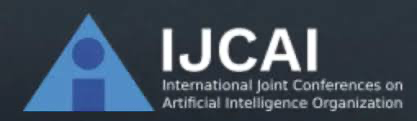 IJCAI
International Joint Conferences on
Artificial Intelligence Organization